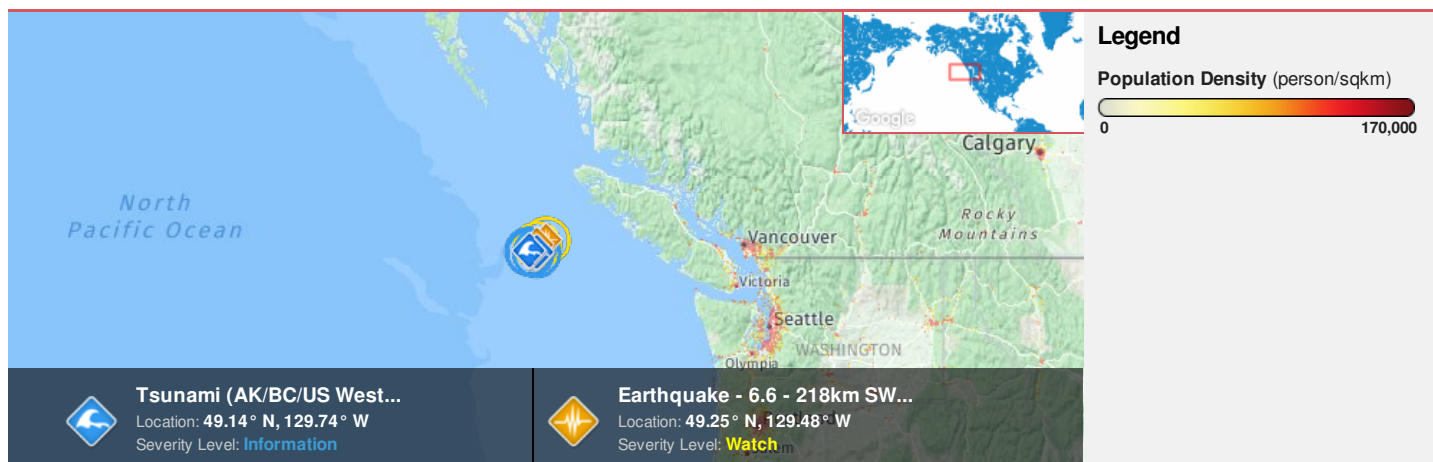 Legend
Population Density (person/sqkm)
0 170,000
Google
Calgary
North
Pacific Ocean
Rocky
Mountains
Vancouver
Victoria
Seattle
WASHINGTON
Olympia
Tsunami (AK/BC/US West...
Location: 49.14° N, 129.74° W
Severity Level: Information
Earthquake - 6.6 - 218km SW...
Location: 49.25° N, 129.48° W
Severity Level: Watch